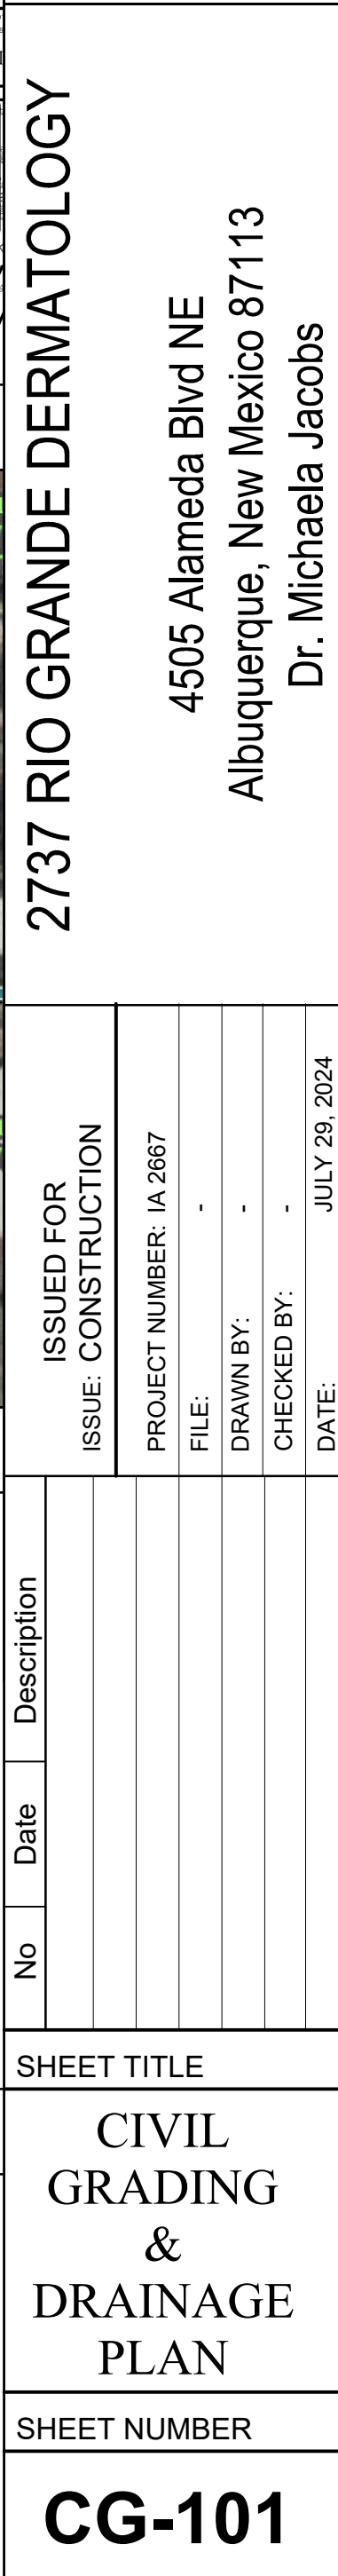 2737 RIO GRANDE DERMATOLOGY
4505 Alameda Blvd NE
Albuquerque, New Mexico 87113
Dr. Michaela Jacobs
ISSUED FOR
ISSUE: CONSTRUCTION
PROJECT NUMBER: IA 2667
FILE: -
DRAWN BY: -
CHECKED BY: -
DATE: JULY 29, 2024
No Date Description
SHEET TITLE
CIVIL
GRADING
&
DRAINAGE
PLAN
SHEET NUMBER
CG-101